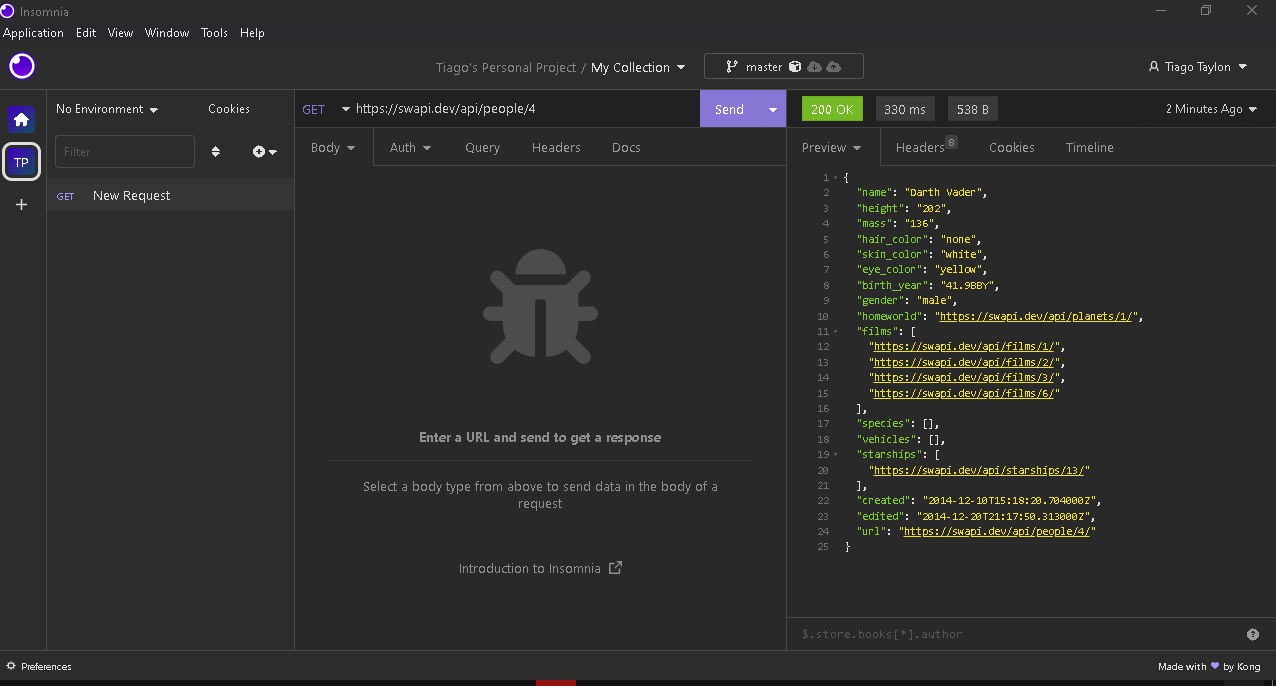 Insomnia
Application Edit View Window Tools Help
Tiago's Personal Project / My Collection master Tiago Taylon
No Environment Cookies
Filter
TP
GET New Request
GET https://swapi.dev/api/people/4 Send
Body Auth Query Headers Docs
Enter a URL and send to get a response
Select a body type from above to send data in the body of a
request
Introduction to Insomnia
200 OK 330 ms 538 B 2 Minutes Ago
Preview Headers 8 Cookies Timeline
1 {
2 "name": "Darth Vader",
3 "height": "202",
4 "mass": "136",
5 "hair_color": "none",
6 "skin_color": "white",
7 "eye_color": "yellow",
8 "birth_year": "41.9BBY",
9 "gender": "male",
10 "homeworld": "https://swapi.dev/api/planets/1/",
11 "films": [
12 "https://swapi.dev/api/films/1/",
13 "https://swapi.dev/api/films/2/",
14 "https://swapi.dev/api/films/3/",
15 "https://swapi.dev/api/films/6/"
16 ],
17 "species": [],
18 "vehicles": [],
19 "starships": [
20 "https://swapi.dev/api/starships/13/"
21 ],
22 "created": "2014-12-10T15:18:20.704000Z",
23 "edited": "2014-12-20T21:17:50.313000Z",
24 "url": "https://swapi.dev/api/people/4/"
25 }
$.store.books[*].author
Preferences
Made with 💜 by Kong